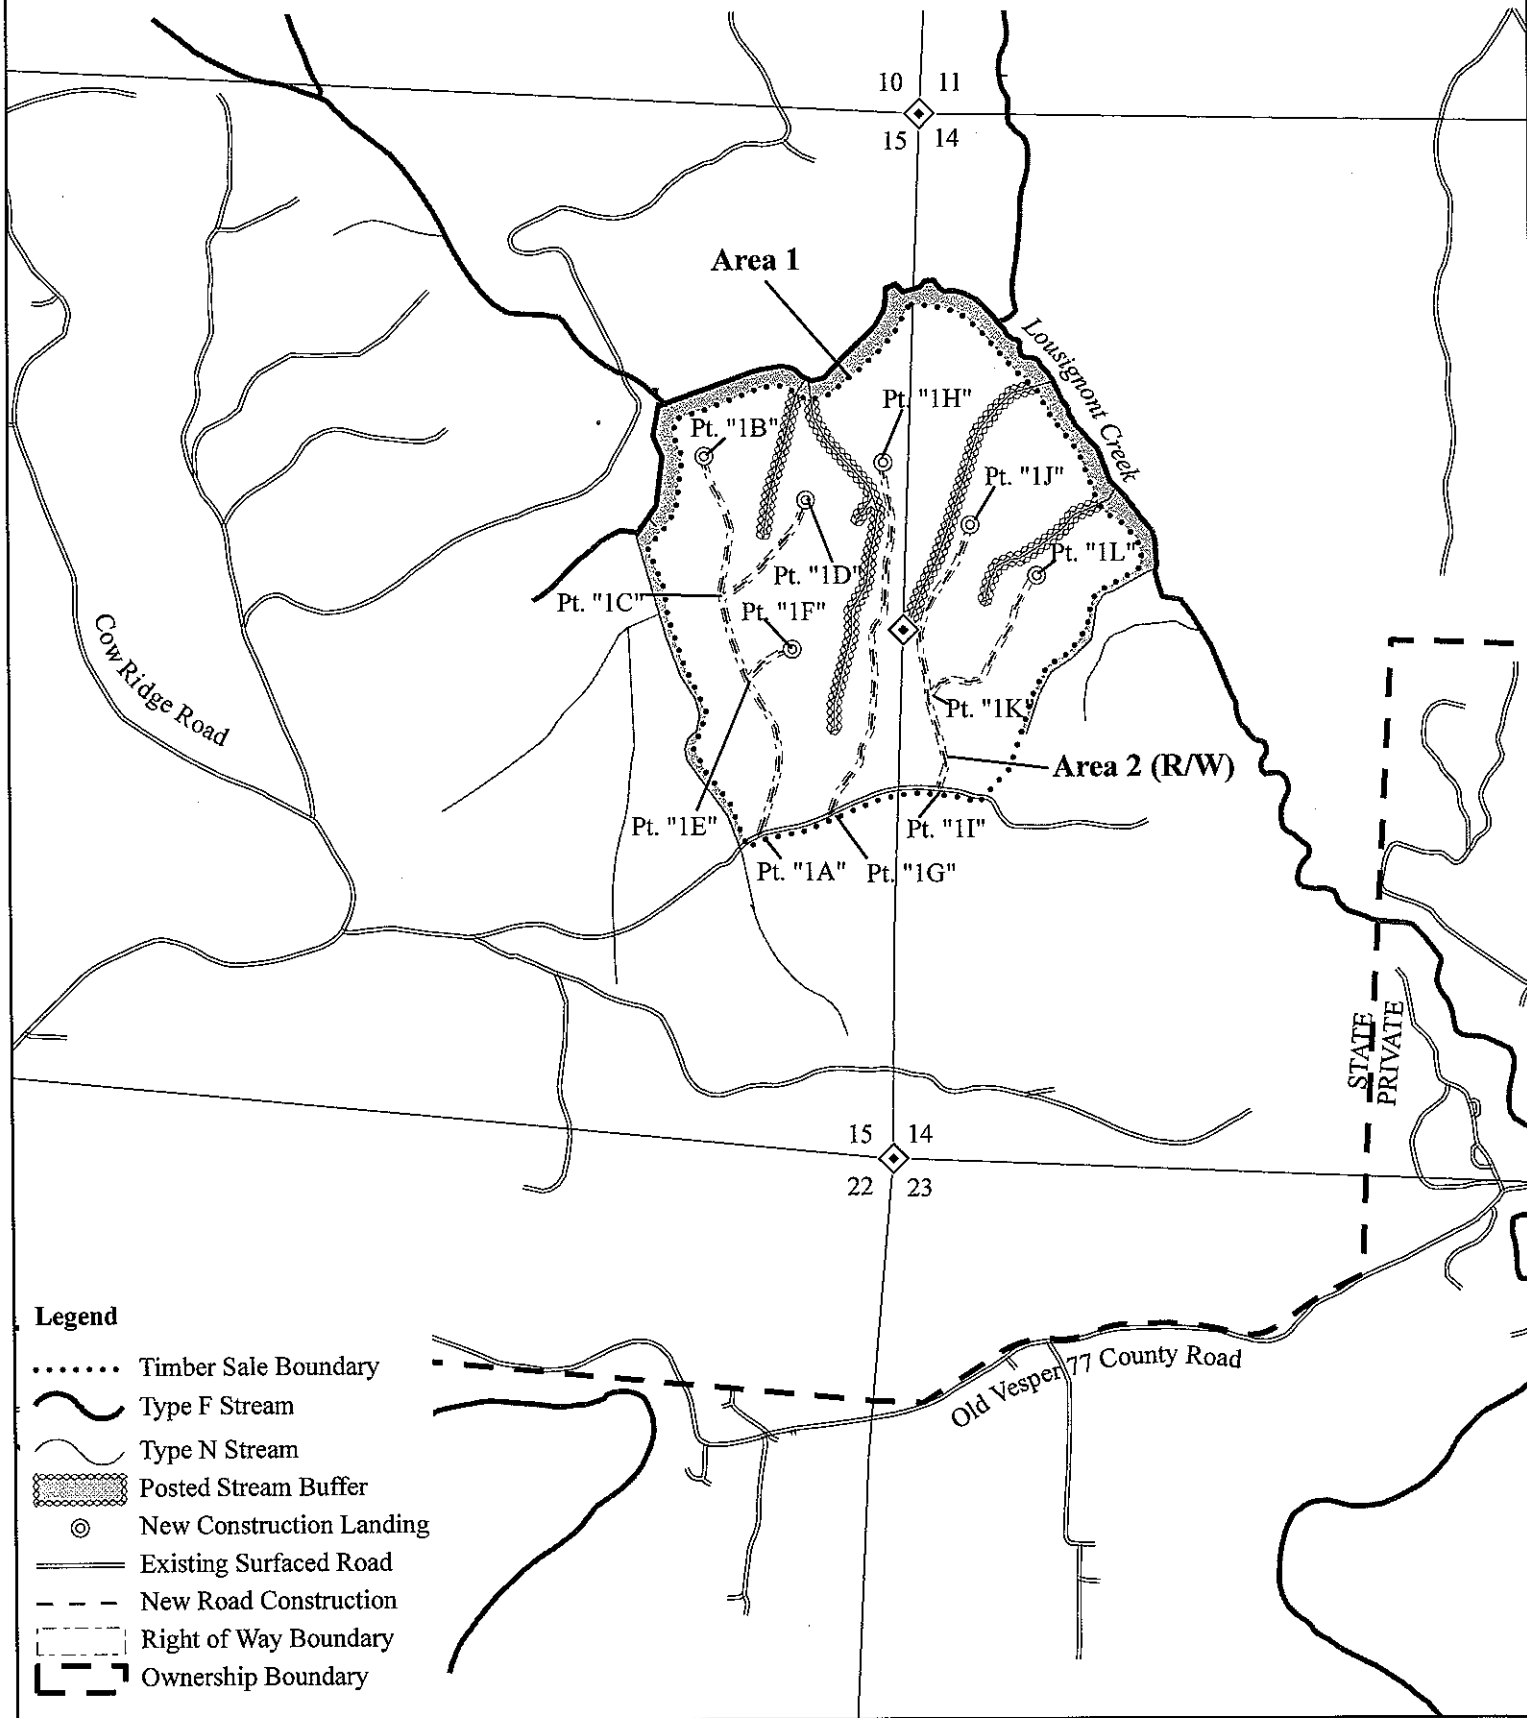 10 11
15 14
Area 1
Lousignont Creek
Pt. "1H"
Pt. "1B"
Pt. "1J"
Pt. "1L"
Pt. "1D"
Pt. "1C"
Pt. "1F"
Cow Ridge Road
Pt. "1K"
Area 2 (R/W)
Pt. "1E"
Pt. "1I"
Pt. "1A"
Pt. "1G"
STATE
PRIVATE
15 14
22 23
Old Vesper 77 County Road
Legend
Timber Sale Boundary
Type F Stream
Type N Stream
Posted Stream Buffer
New Construction Landing
Existing Surfaced Road
New Road Construction
Right of Way Boundary
Ownership Boundary